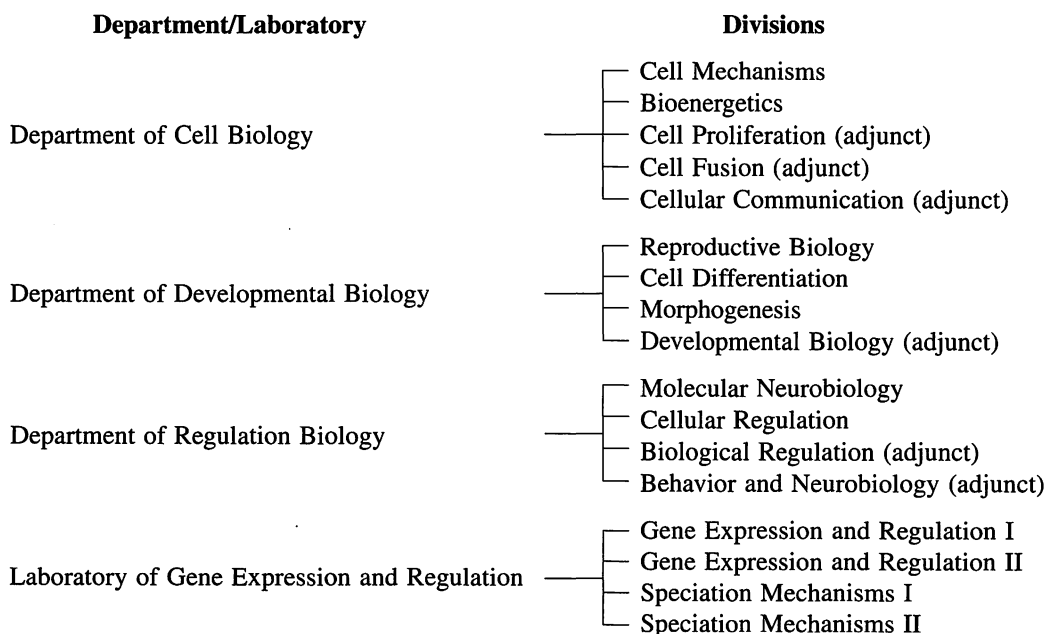 Department/Laboratory Divisions
Cell Mechanisms
Bioenergetics
Department of Cell Biology Cell Proliferation (adjunct)
Cell Fusion (adjunct)
Cellular Communication (adjunct)
Reproductive Biology
Cell Differentiation
Department of Developmental Biology
Morphogenesis
Developmental Biology (adjunct)
Molecular Neurobiology
Cellular Regulation
Department of Regulation Biology
Biological Regulation (adjunct)
Behavior and Neurobiology (adjunct)
Gene Expression and Regulation I
Gene Expression and Regulation II
Laboratory of Gene Expression and Regulation
Speciation Mechanisms I
Speciation Mechanisms II